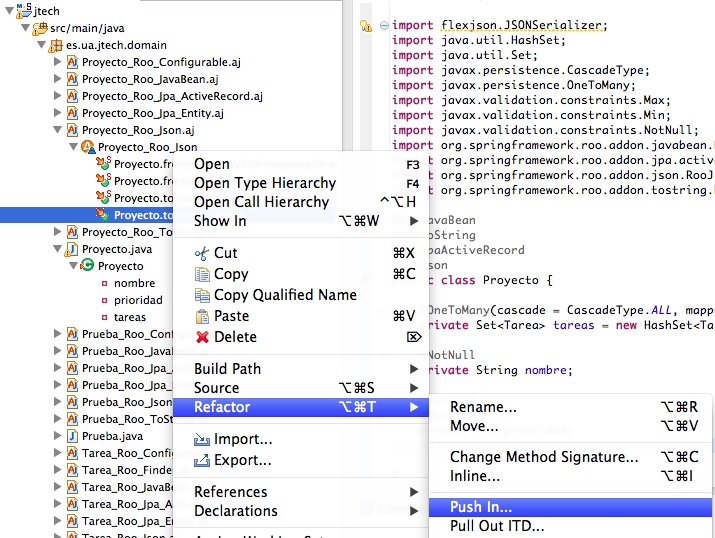 jtech
src/main/java
es.ua.jtech.domain
Proyecto_Roo_Configurable.aj
Proyecto_Roo_JavaBean.aj
Proyecto_Roo_Jpa_ActiveRecord.aj
Proyecto_Roo_Jpa_Entity.aj
Proyecto_Roo_Json.aj
Proyecto_Roo_Json
Proyecto.fr
Proyecto.fr
Proyecto.to
Proyecto.to
Proyecto_Roo_To
Proyecto.java
Proyecto
nombre
prioridad
tareas
Prueba_Roo_Conf
Prueba_Roo_JavaB
Prueba_Roo_Jpa_A
Prueba_Roo_Jpa_
Prueba_Roo_Json
Prueba_Roo_ToSt
Prueba.java
Tarea_Roo_Config
Tarea_Roo_Finde
Tarea_Roo_JavaBe
Tarea_Roo_Jpa_A
Tarea_Roo_Jpa_En
Tarea_Roo_Json.aj
Open F3
Open Type Hierarchy F4
Open Call Hierarchy ^⌥H
Show In ⌥⌘W
Cut ⌘X
Copy ⌘C
Copy Qualified Name
Paste ⌘V
Delete ⌦
Build Path
Source ⌥⌘S
Refactor ⌥⌘T
Import...
Export...
References
Declarations
Rename... ⌥⌘R
Move... ⌥⌘V
Change Method Signature... ⌥⌘C
Inline... ⌥⌘I
Push In...
Pull Out ITD...
import flexjson.JSONSerializer;
import java.util.HashSet;
import java.util.Set;
import javax.persistence.CascadeType;
import javax.persistence.OneToMany;
import javax.validation.constraints.Max;
import javax.validation.constraints.Min;
import javax.validation.constraints.NotNull;
import org.springframework.roo.addon.javabean.
import org.springframework.roo.addon.jpa.active
import org.springframework.roo.addon.json.RooJ
import org.springframework.roo.addon.tostring.
avaBean
oString
paActiveRecord
son
c class Proyecto {
OneToMany(cascade = CascadeType.ALL, mappe
rivate Set<Tarea> tareas = new HashSet<Ta
NotNull
rivate String nombre;